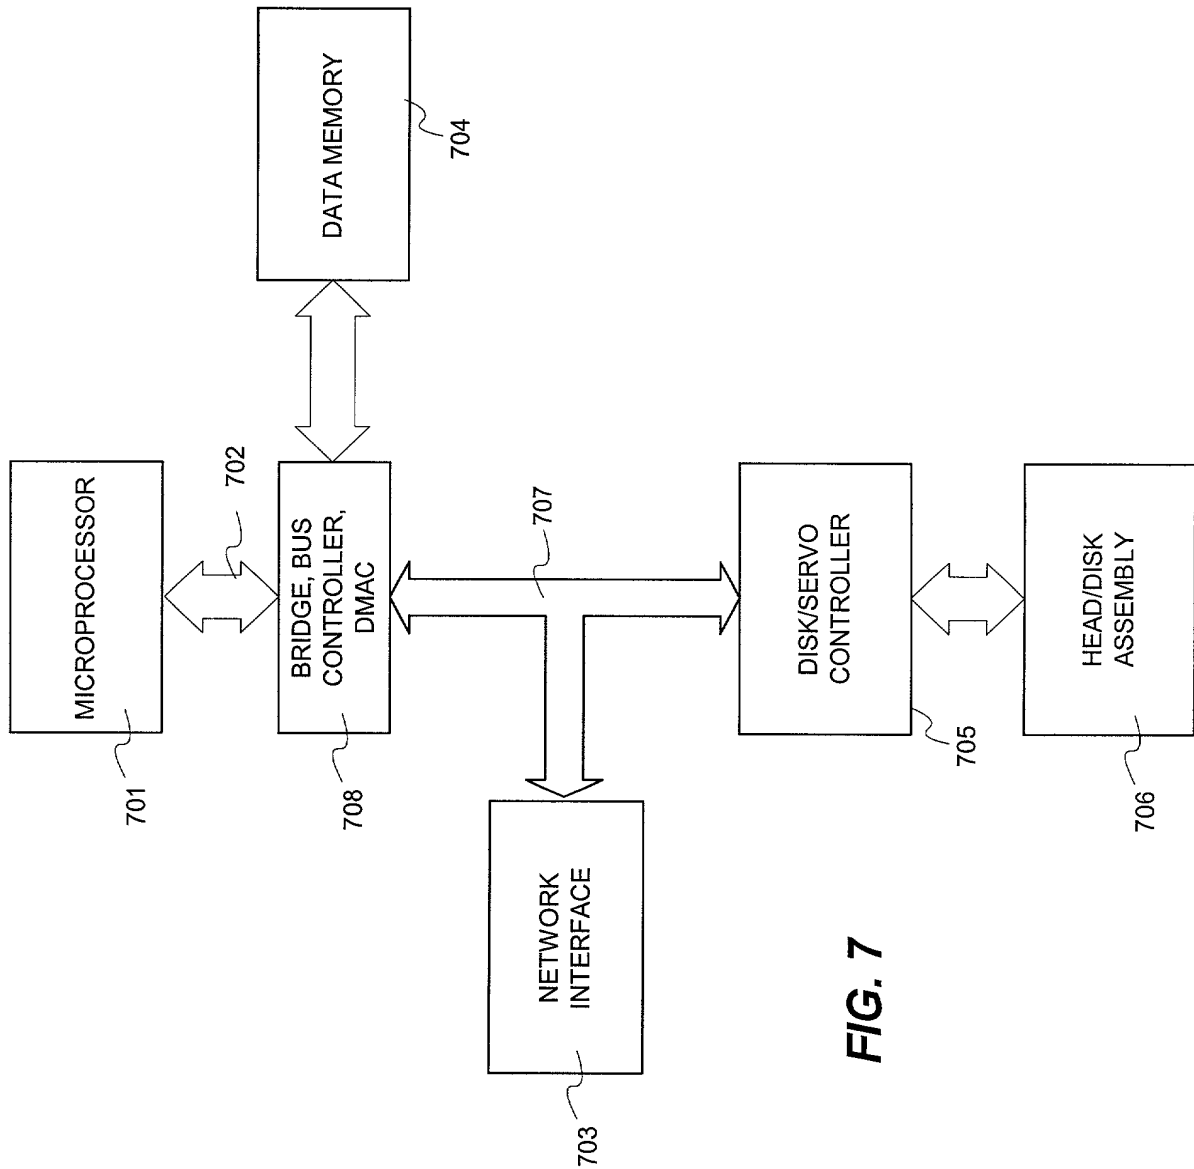 MICROPROCESSOR
701
702
BRIDGE, BUS
CONTROLLER,
DMAC
708
DATA MEMORY
704
707
NETWORK
INTERFACE
703
DISK/SERVO
CONTROLLER
705
HEAD/DISK
ASSEMBLY
706
FIG. 7